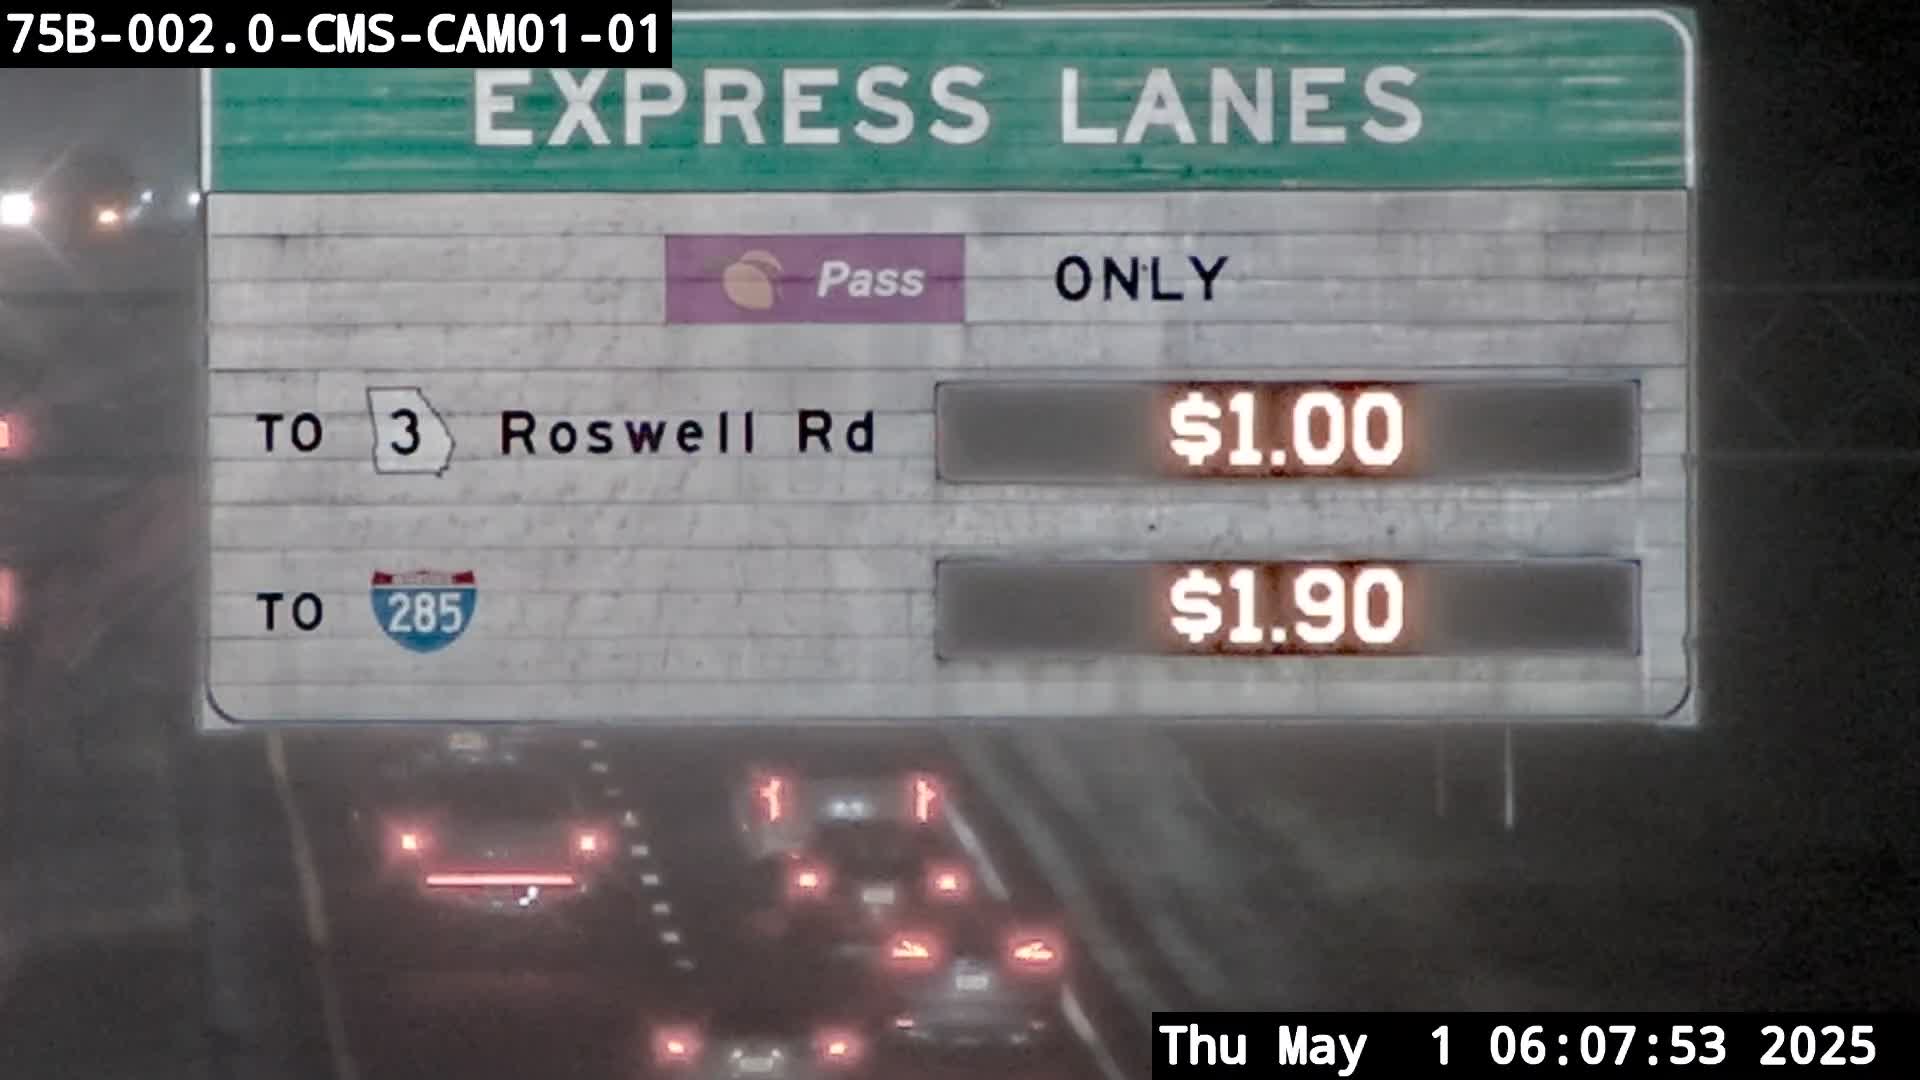 75B-002.0-CMS-CAM01-01
EXPRESS LANES
Pass ONLY
TO 3 Roswell Rd $1.00
TO 285 $1.90
Thu May 1 06:07:53 2025